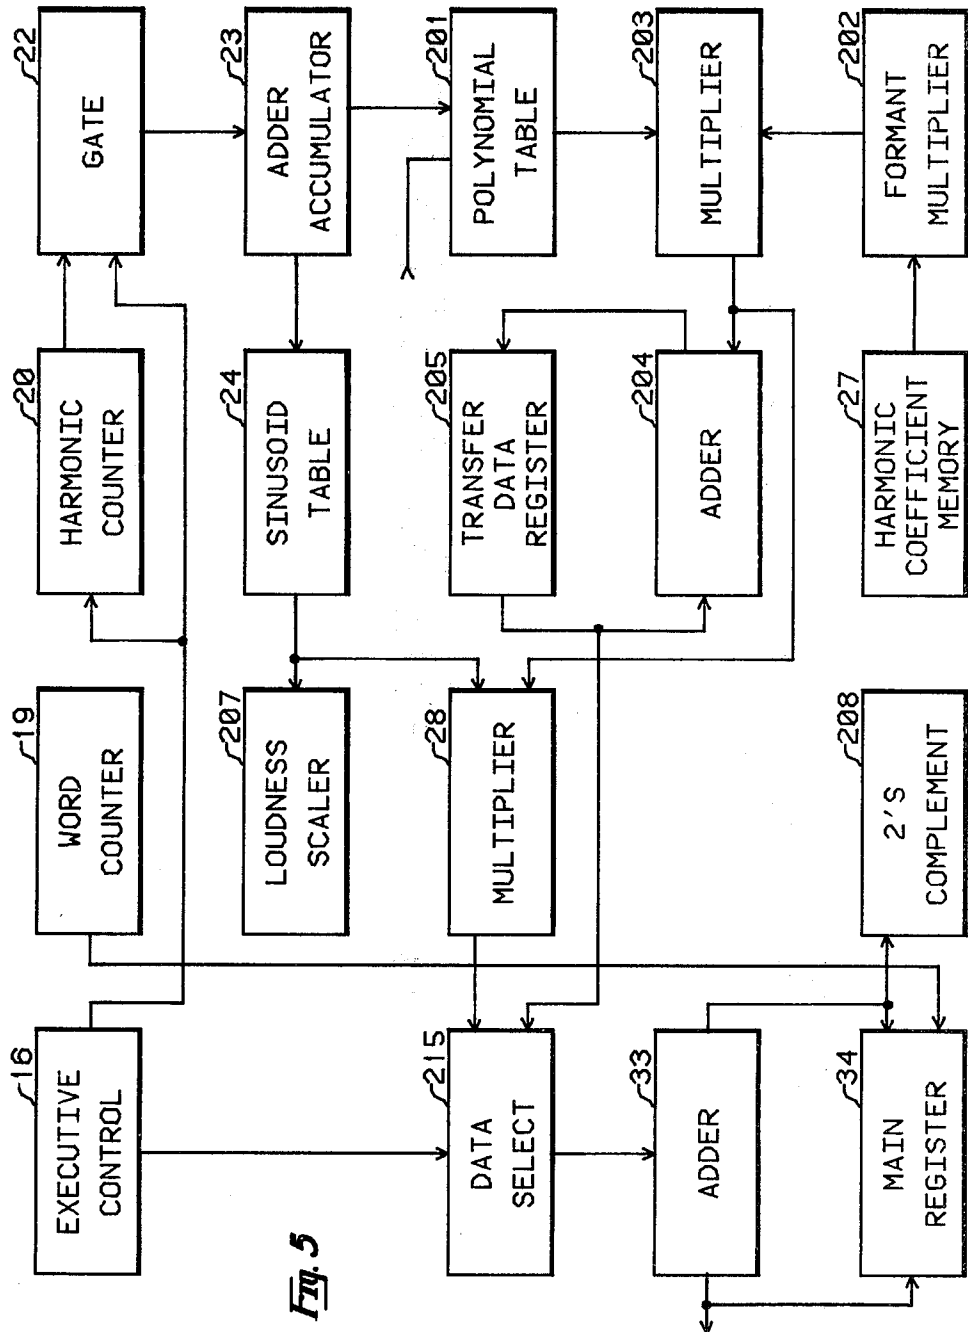 16
EXECUTIVE
CONTROL
19
WORD
COUNTER
20
HARMONIC
COUNTER
22
GATE
207
LOUDNESS
SCALER
24
SINUSOID
TABLE
23
ADDER
ACCUMULATOR
Fig. 5
215
DATA
SELECT
28
MULTIPLIER
205
TRANSFER
DATA
REGISTER
201
POLYNOMIAL
TABLE
33
ADDER
204
ADDER
203
MULTIPLIER
34
MAIN
REGISTER
208
2'S
COMPLEMENT
27
HARMONIC
COEFFICIENT
MEMORY
202
FORMANT
MULTIPLIER